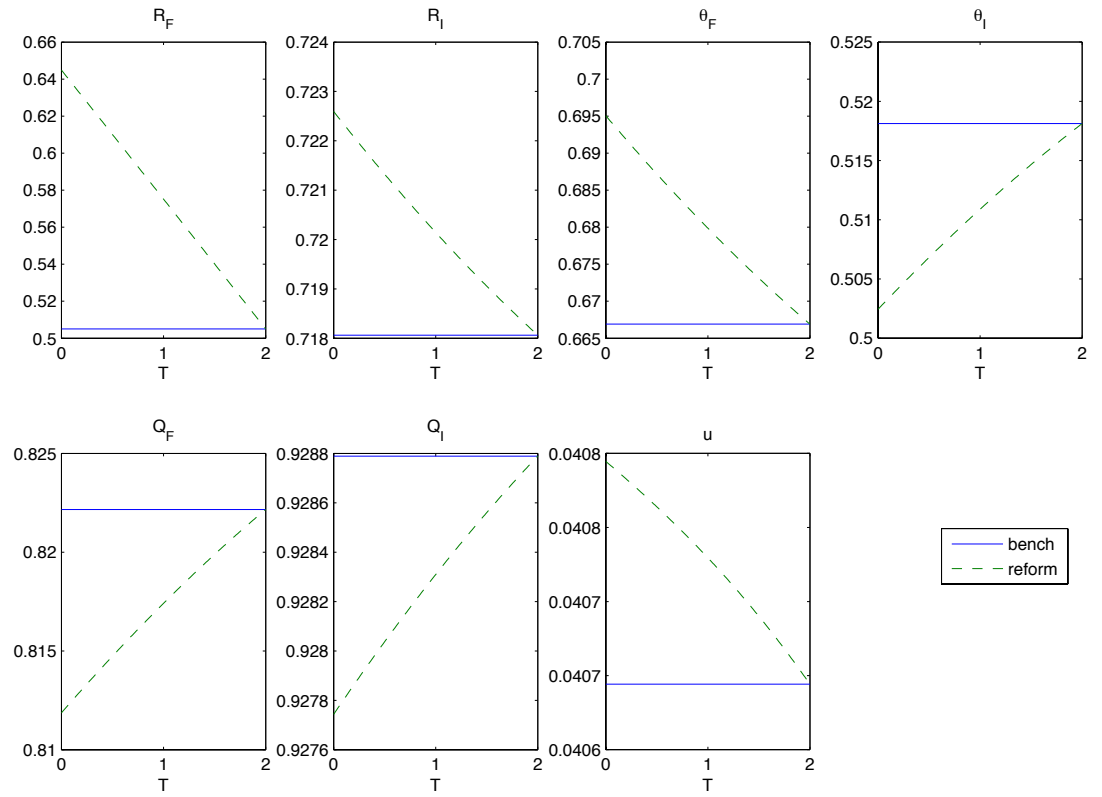 R_F
0.66
0.64
0.62
0.6
0.58
0.56
0.54
0.52
0.5
0 1 2
T
R_I
0.724
0.723
0.722
0.721
0.72
0.719
0.718
0 1 2
T
θ_F
0.705
0.7
0.695
0.69
0.685
0.68
0.675
0.67
0.665
0 1 2
T
θ_I
0.525
0.52
0.515
0.51
0.505
0.5
0 1 2
T
Q_F
0.825
0.82
0.815
0.81
0 1 2
T
Q_I
0.9288
0.9286
0.9284
0.9282
0.928
0.9278
0.9276
0 1 2
T
u
0.0408
0.0408
0.0407
0.0407
0.0406
0 1 2
T
bench
reform